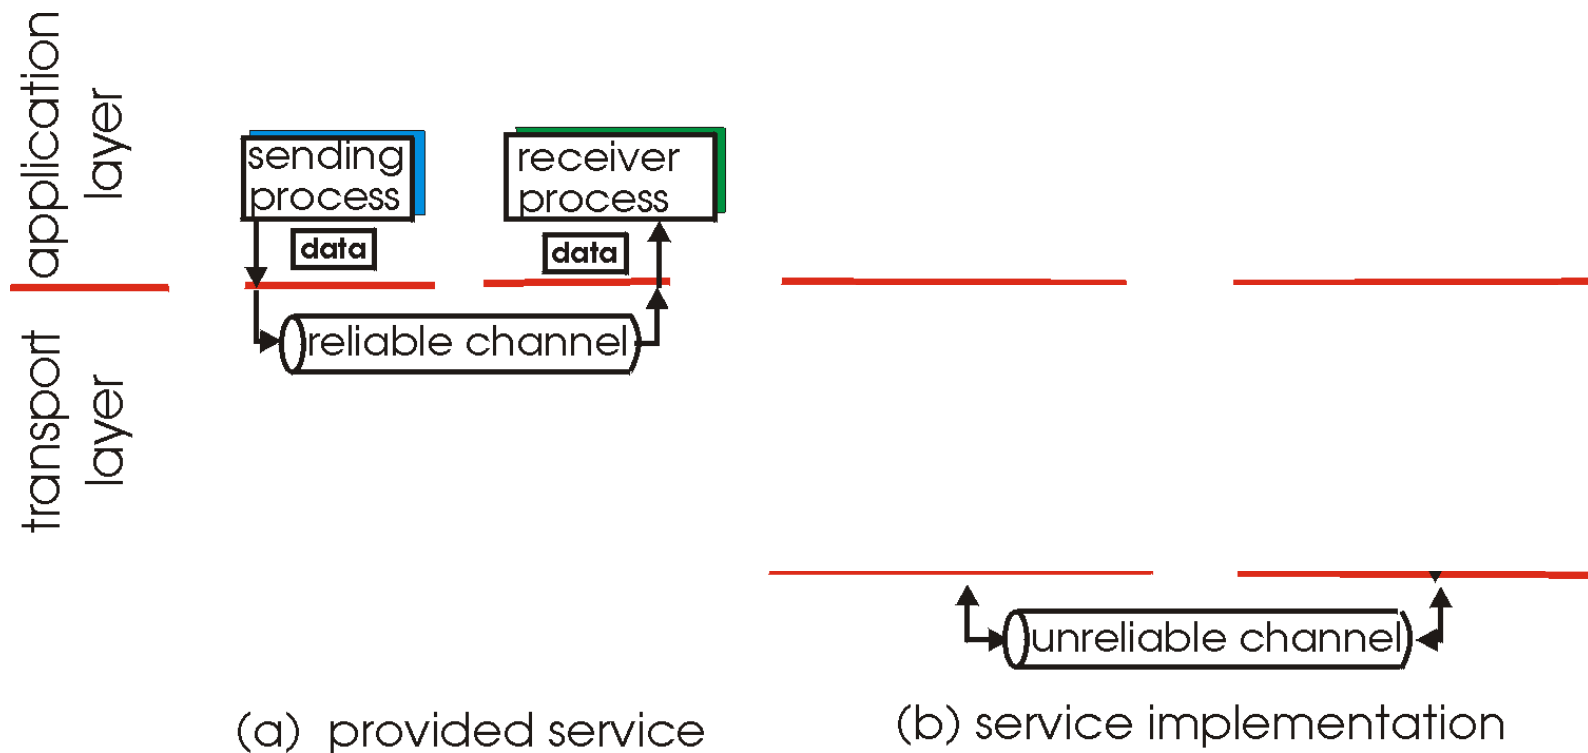 application
layer
transport
layer
sending
process
receiver
process
data
data
reliable channel
unreliable channel
(a) provided service
(b) service implementation